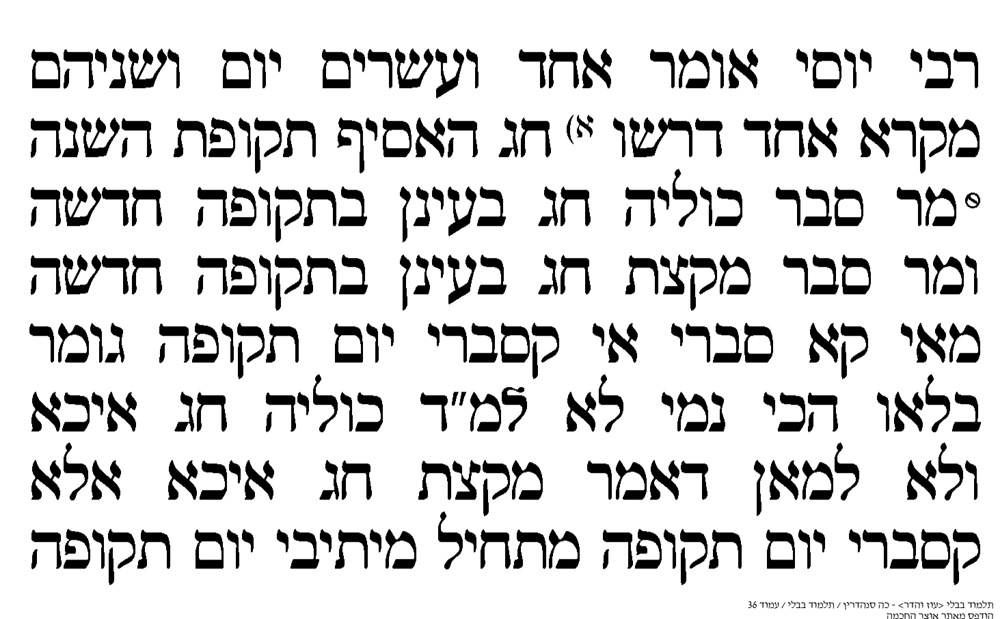 רבי יוסי אומר אחד ועשרים יום ושניהם
מקרא אחד דרשו א) חג האסיף תקופת השנה
מר סבר כוליה חג בעינן בתקופה חדשה
ומר סבר מקצת חג בעינן בתקופה חדשה
מאי קא סברי אי קסברי יום תקופה גומר
בלאו הכי נמי לא למ"ד כוליה חג איכא
ולא למאן דאמר מקצת חג איכא אלא
קסברי יום תקופה מתחיל מיתיבי יום תקופה
תלמוד בבלי <עוז והדר> - כה סנהדרין / תלמוד בבלי / עמוד 36
הודפס מאתר אוצר החכמה